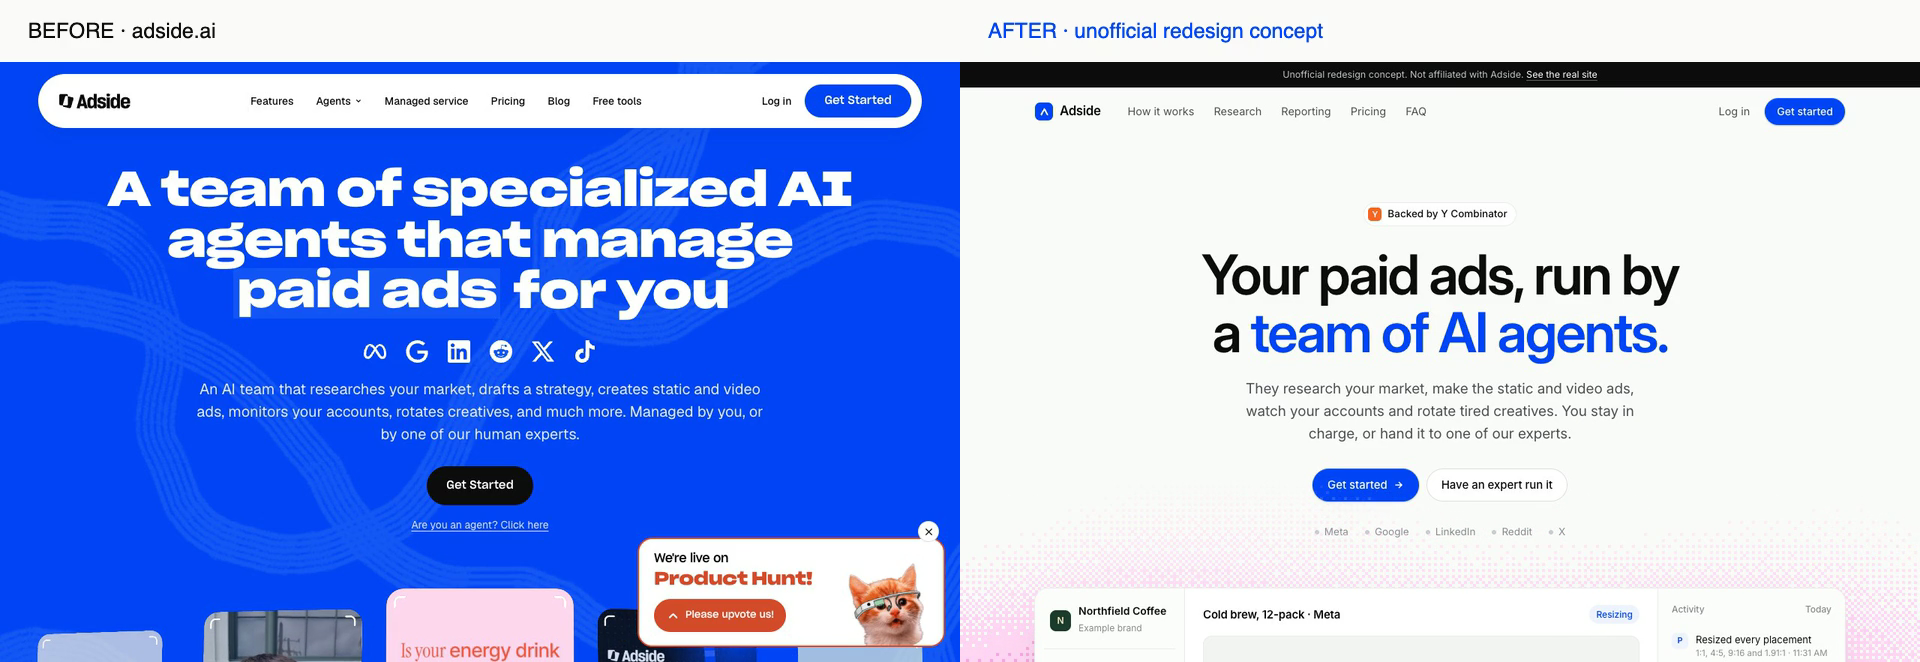 BEFORE · adside.ai
AFTER · unofficial redesign concept
Adside
Features
Agents
Managed service
Pricing
Blog
Free tools
Log in
Get Started
A team of specialized AI
agents that manage
paid ads for you
An AI team that researches your market, drafts a strategy, creates static and video
ads, monitors your accounts, rotates creatives, and much more. Managed by you, or
by one of our human experts.
Get Started
Are you an agent? Click here
We're live on
Product Hunt!
Please upvote us!
Is your energy drink
Adside
Unofficial redesign concept. Not affiliated with Adside. See the real site
Adside
How it works
Research
Reporting
Pricing
FAQ
Log in
Get started
Y Backed by Y Combinator
Your paid ads, run by
a team of AI agents.
They research your market, make the static and video ads,
watch your accounts and rotate tired creatives. You stay in
charge, or hand it to one of our experts.
Get started →
Have an expert run it
Meta
Google
LinkedIn
Reddit
X
N
Northfield Coffee
Example brand
Cold brew, 12-pack · Meta
Resizing
Activity
Today
P
Resized every placement
1:1, 4:5, 9:16 and 1.91:1 · 11:31 AM